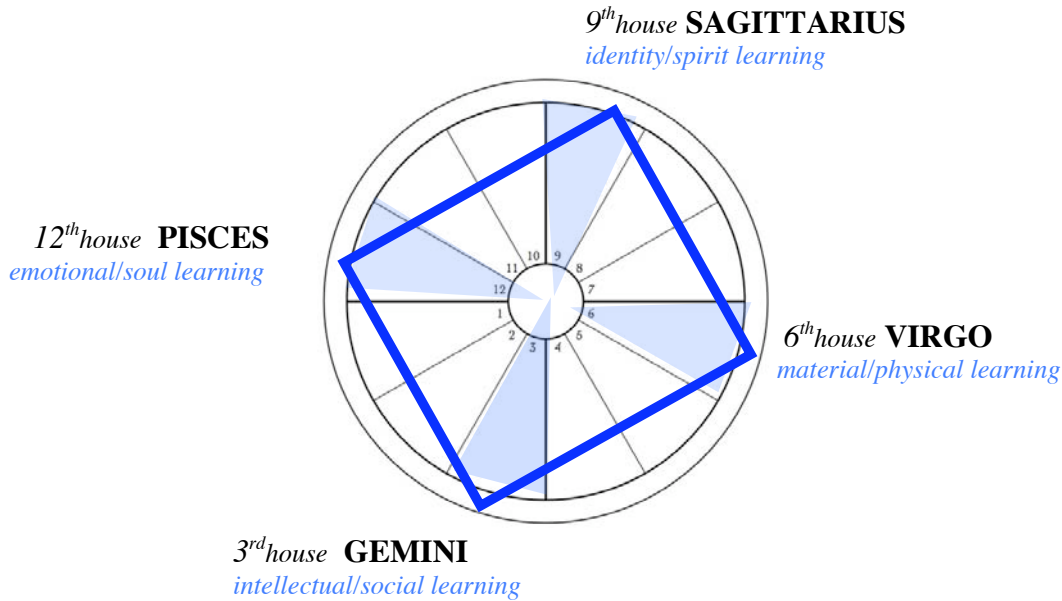 9th house SAGITTARIUS
identity/spirit learning
12th house PISCES
emotional/soul learning
10
9
11
8
12
7
1
6
2
5
3
4
6th house VIRGO
material/physical learning
3rd house GEMINI
intellectual/social learning